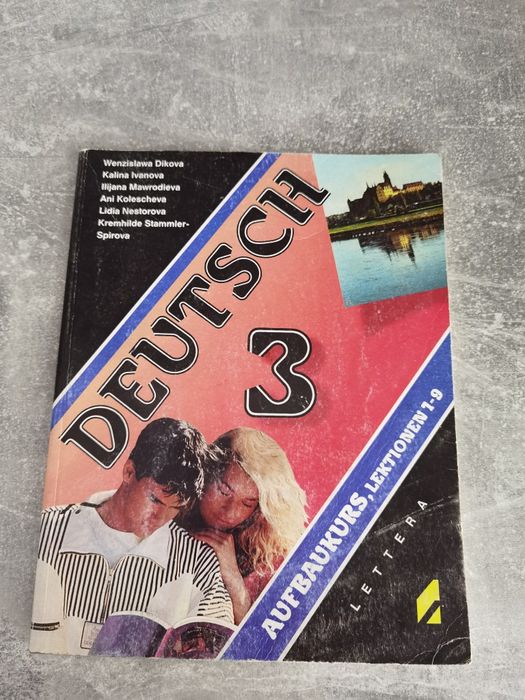 Wenzislawa Dikova
Kalina Ivanova
Ilijana Mawrodieva
Ani Kolescheva
Lidia Nestorova
Kremhilde Stammler-
Spirova
DEUTSCH
3
AUFBAUKURS, LEKTIONEN 1-9
LETTERA